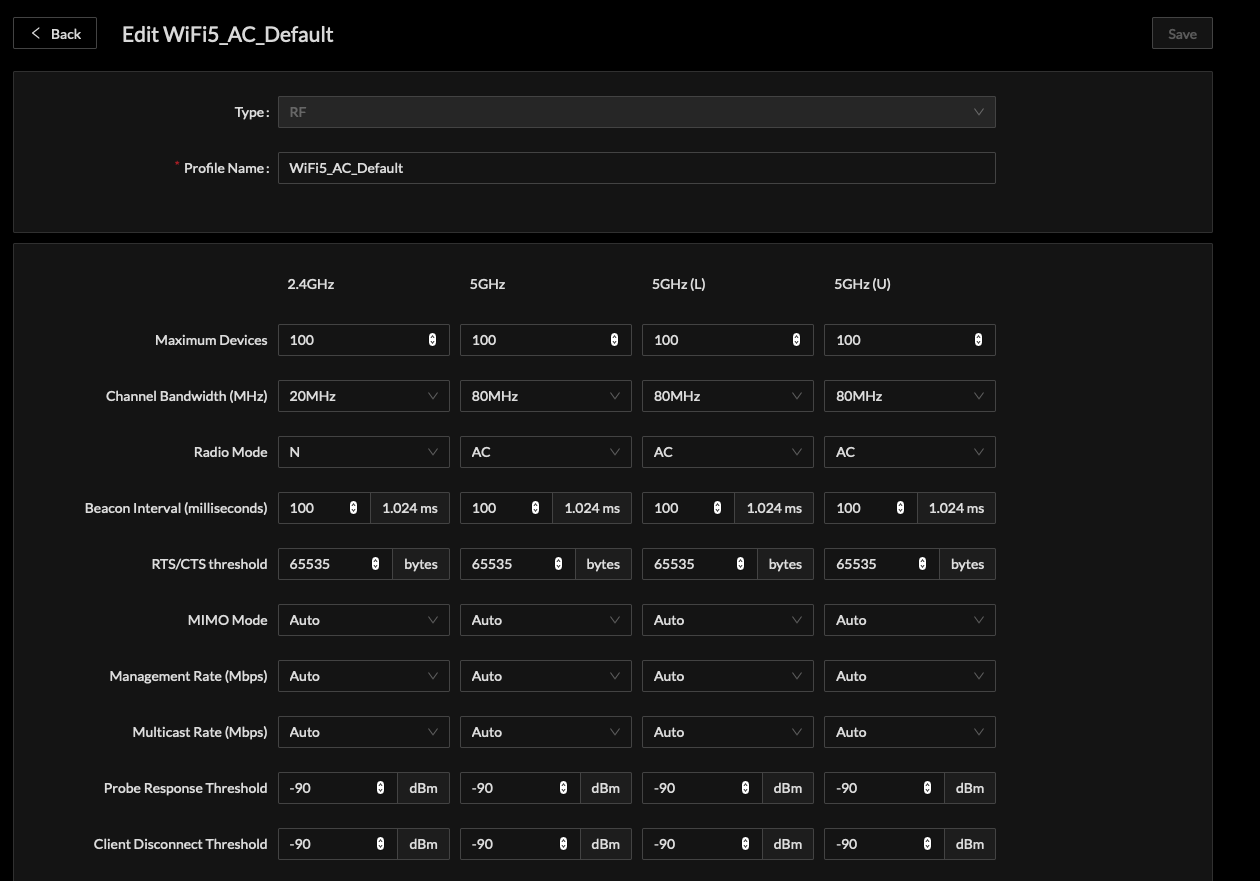 Back
Edit WiFi5_AC_Default
Save
Type:
RF
* Profile Name:
WiFi5_AC_Default
2.4GHz 5GHz 5GHz (L) 5GHz (U)
Maximum Devices 100 100 100 100
Channel Bandwidth (MHz) 20MHz 80MHz 80MHz 80MHz
Radio Mode N AC AC AC
Beacon Interval (milliseconds) 100 1.024 ms 100 1.024 ms 100 1.024 ms 100 1.024 ms
RTS/CTS threshold 65535 bytes 65535 bytes 65535 bytes 65535 bytes
MIMO Mode Auto Auto Auto Auto
Management Rate (Mbps) Auto Auto Auto Auto
Multicast Rate (Mbps) Auto Auto Auto Auto
Probe Response Threshold -90 dBm -90 dBm -90 dBm -90 dBm
Client Disconnect Threshold -90 dBm -90 dBm -90 dBm -90 dBm